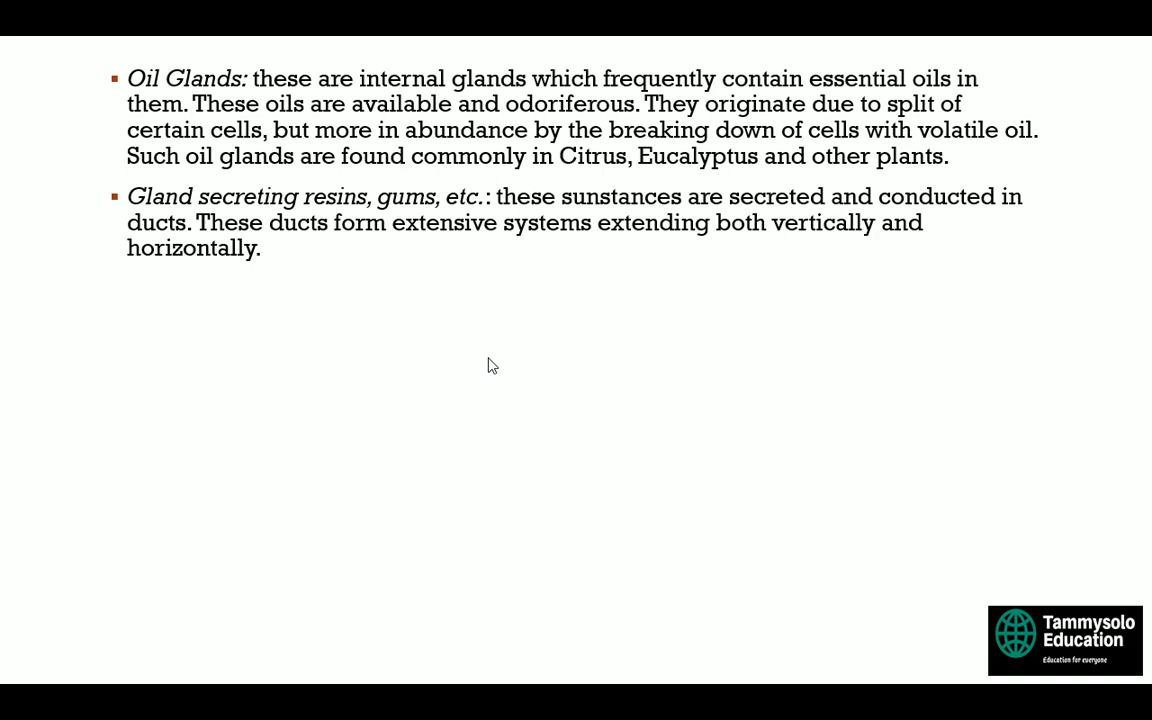 ▪ Oil Glands: these are internal glands which frequently contain essential oils in
them. These oils are available and odoriferous. They originate due to split of
certain cells, but more in abundance by the breaking down of cells with volatile oil.
Such oil glands are found commonly in Citrus, Eucalyptus and other plants.
▪ Gland secreting resins, gums, etc.: these sunstances are secreted and conducted in
ducts. These ducts form extensive systems extending both vertically and
horizontally.
Tammysolo
Education
Education for everyone